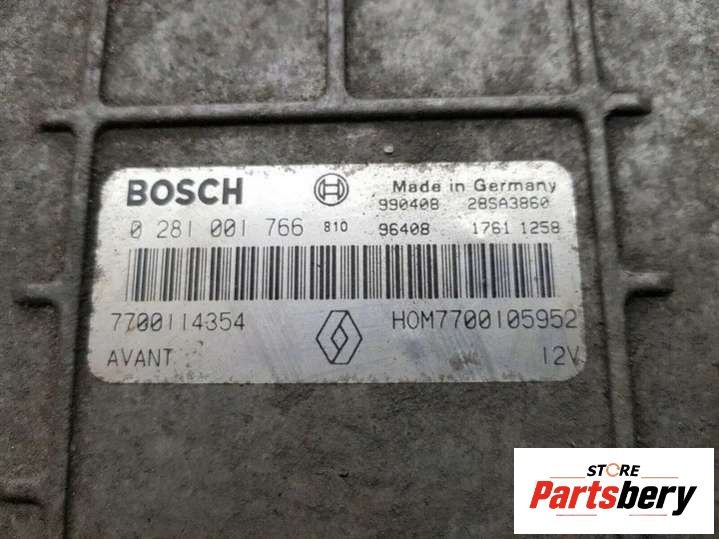 BOSCH
Made in Germany
990408 28SA3860
0 281 001 766 810 96408 1761 1258
7700114354 HOM7700105952
AVANT 12V
STORE
Partsbery